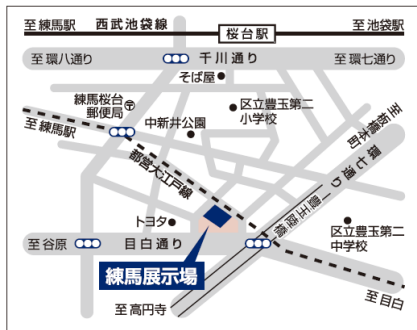 至練馬駅
西武池袋線
桜台駅
至池袋駅
至環八通り
千川通り
至環七通り
そば屋
練馬桜台
郵便局
区立豊玉第二
小学校
中新井公園
至練馬駅
至板橋本町
環七通り
都営大江戸線
豊玉陸橋
トヨタ
区立豊玉第二
中学校
至谷原
目白通り
練馬展示場
至目白
至高円寺